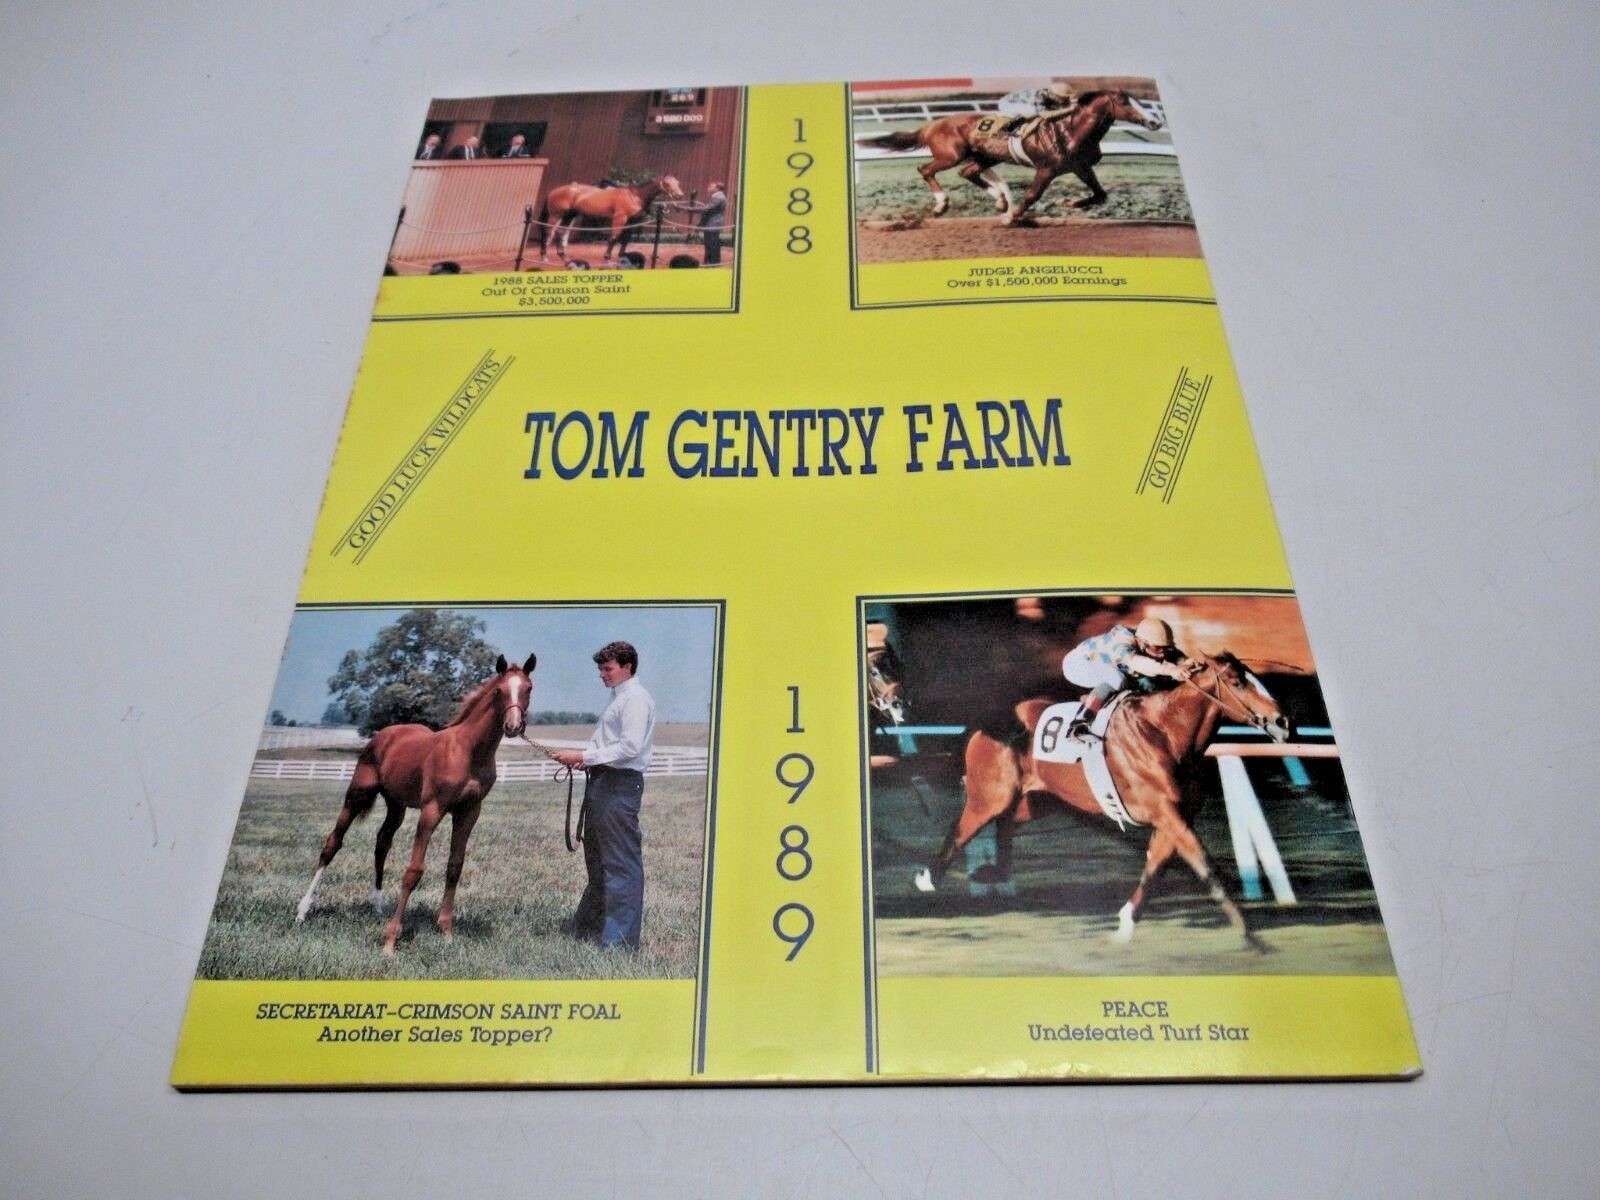 269
3500000
1988 SALES TOPPER
Out Of Crimson Saint
$3,500,000
1988
8
JUDGE ANGELUCCI
Over $1,500,000 Earnings
GOOD LUCK WILDCATS
TOM GENTRY FARM
GO BIG BLUE
SECRETARIAT–CRIMSON SAINT FOAL
Another Sales Topper?
1989
8
PEACE
Undefeated Turf Star